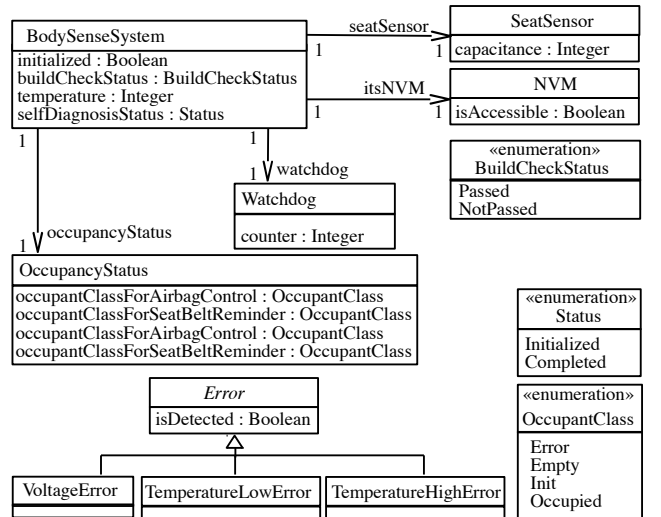 BodySenseSystem
initialized : Boolean
buildCheckStatus : BuildCheckStatus
temperature : Integer
selfDiagnosisStatus : Status
seatSensor
1
1
SeatSensor
capacitance : Integer
itsNVM
1
1
NVM
isAccessible : Boolean
1
1
«enumeration»
BuildCheckStatus
Passed
NotPassed
1 watchdog
Watchdog
counter : Integer
occupancyStatus
1
OccupancyStatus
occupantClassForAirbagControl : OccupantClass
occupantClassForSeatBeltReminder : OccupantClass
occupantClassForAirbagControl : OccupantClass
occupantClassForSeatBeltReminder : OccupantClass
«enumeration»
Status
Initialized
Completed
Error
isDetected : Boolean
«enumeration»
OccupantClass
Error
Empty
Init
Occupied
VoltageError
TemperatureLowError
TemperatureHighError